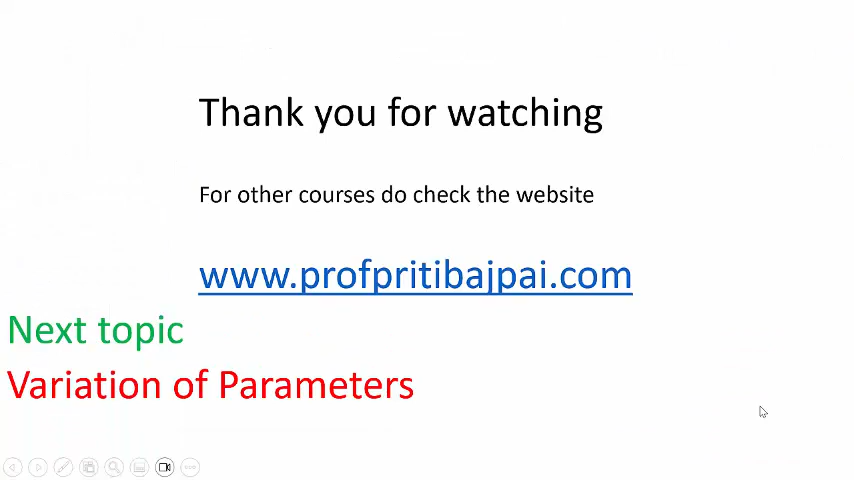 Thank you for watching
For other courses do check the website
www.profpritibajpai.com
Next topic
Variation of Parameters